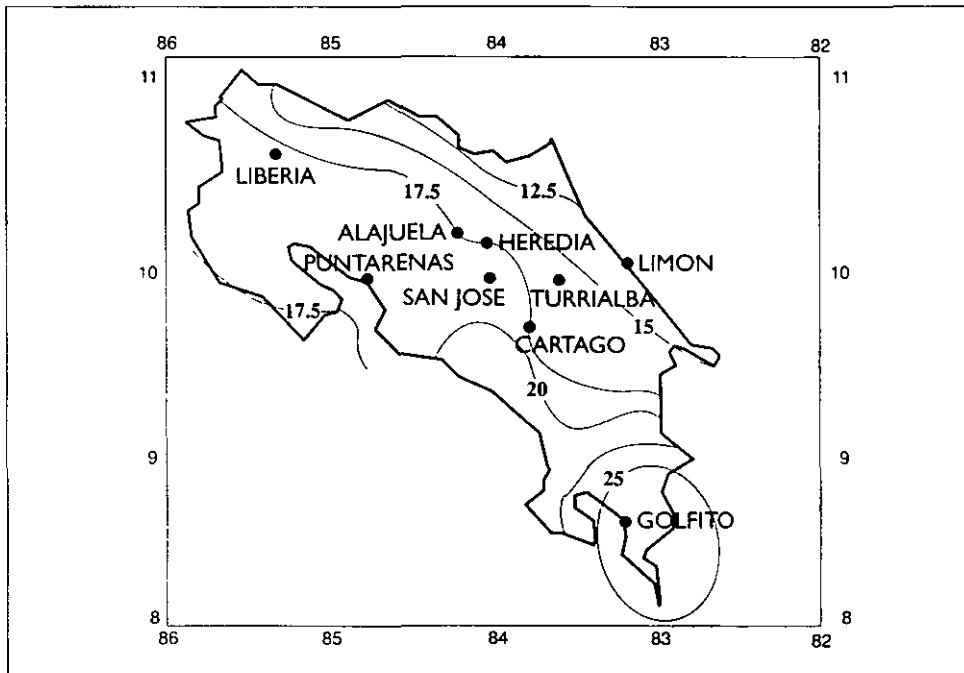 86 85 84 83 82
11 11
LIBERIA
17.5 12.5
ALAJUELA HEREDIA
LIMON
10 PUNTARENAS 10
SAN JOSE TURRIALBA
17.5 15
CARTAGO
20
9 9
25
GOLFITO
8 8
86 85 84 83 82